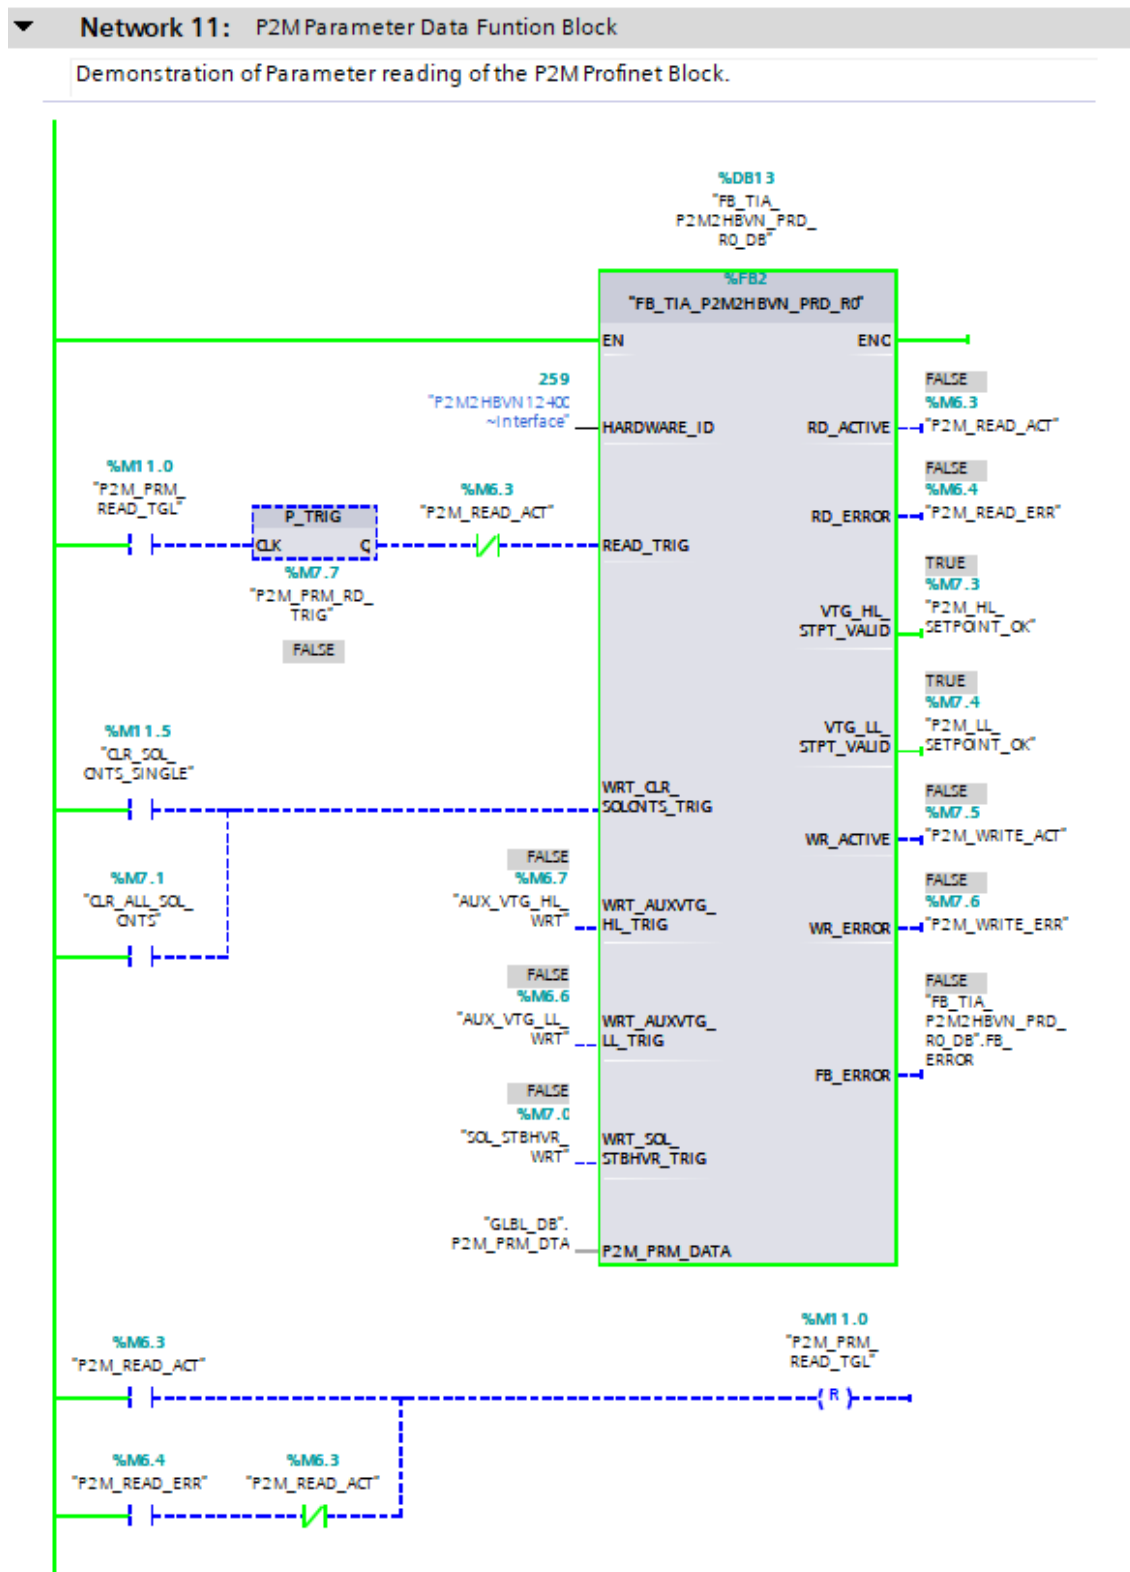 Network 11: P2M Parameter Data Funtion Block
Demonstration of Parameter reading of the P2M Profinet Block.
%DB13
"FB_TIA_
P2M2HBVN_PRD_
R0_DB"
%FB2
"FB_TIA_P2M2HBVN_PRD_R0"
EN
ENO
259
"P2M2HBVN12400
~Interface"
HARDWARE_ID
FALSE
%M6.3
"P2M_READ_ACT"
RD_ACTIVE
%M11.0
"P2M_PRM_
READ_TGL"
P_TRIG
CLK
Q
%M7.7
"P2M_PRM_RD_
TRIG"
FALSE
%M6.3
"P2M_READ_ACT"
READ_TRIG
FALSE
%M6.4
"P2M_READ_ERR"
RD_ERROR
TRUE
%M7.3
"P2M_HL_
SETPOINT_OK"
VTG_HL_
STPT_VALID
TRUE
%M7.4
"P2M_LL_
SETPOINT_OK"
VTG_LL_
STPT_VALID
%M11.5
"CLR_SOL_
CNTS_SINGLE"
WRT_CLR_
SOLCNTS_TRIG
FALSE
%M7.5
"P2M_WRITE_ACT"
WR_ACTIVE
%M7.1
"CLR_ALL_SOL_
CNTS"
FALSE
%M6.7
"AUX_VTG_HL_
WRT"
WRT_AUXVTG_
HL_TRIG
FALSE
%M7.6
"P2M_WRITE_ERR"
WR_ERROR
FALSE
%M6.6
"AUX_VTG_LL_
WRT"
WRT_AUXVTG_
LL_TRIG
FALSE
"FB_TIA_
P2M2HBVN_PRD_
R0_DB".FB_
ERROR
FB_ERROR
FALSE
%M7.0
"SOL_STBHVR_
WRT"
WRT_SOL_
STBHVR_TRIG
"GLBL_DB".
P2M_PRM_DTA
P2M_PRM_DATA
%M6.3
"P2M_READ_ACT"
%M11.0
"P2M_PRM_
READ_TGL"
R
%M6.4
"P2M_READ_ERR"
%M6.3
"P2M_READ_ACT"